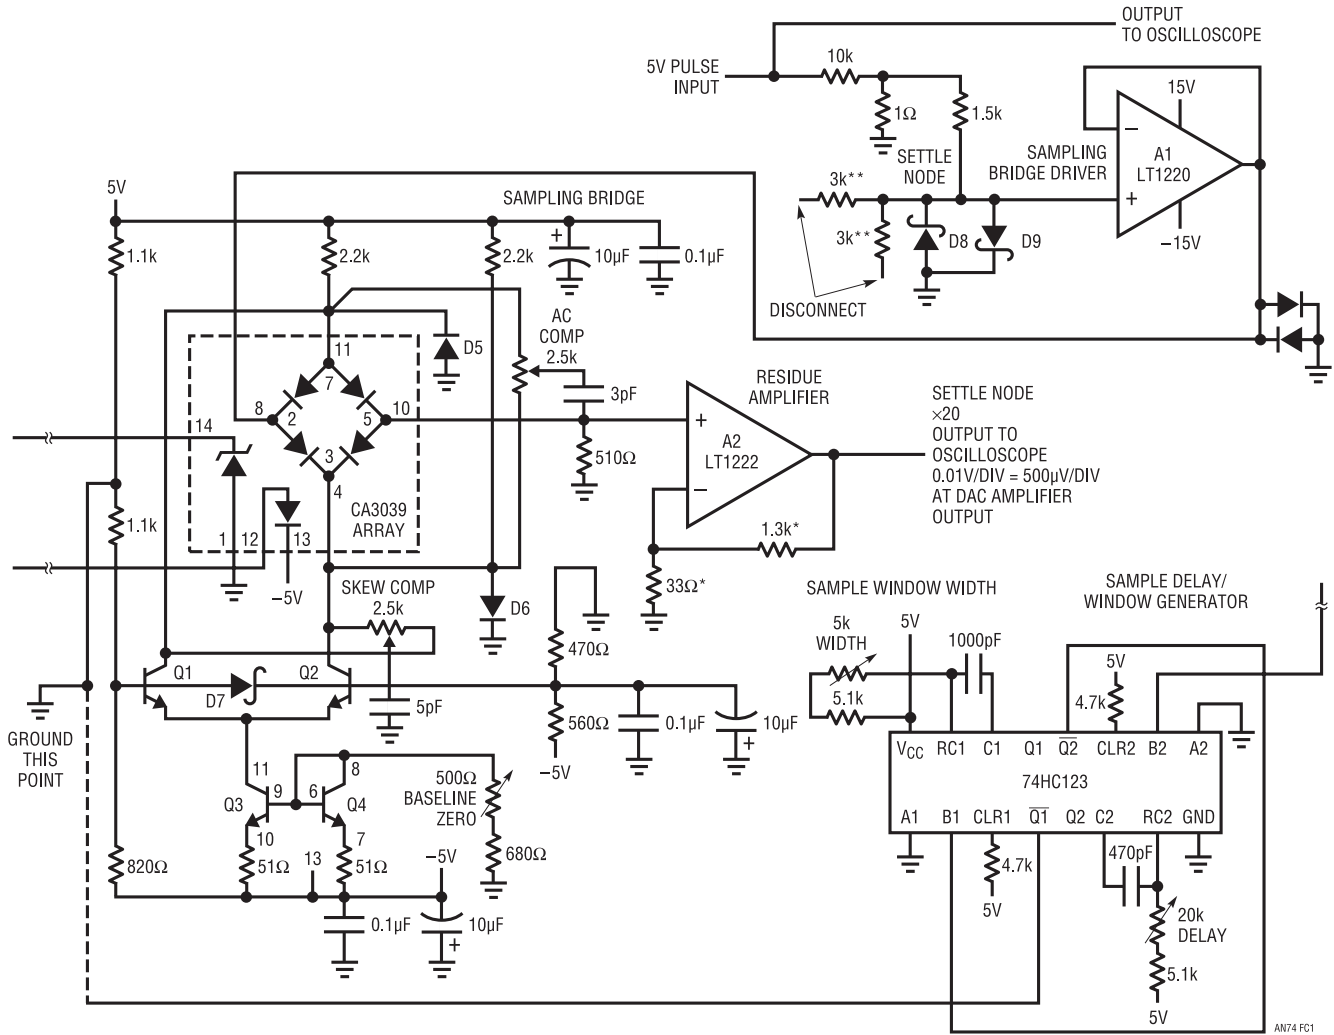 OUTPUT
TO OSCILLOSCOPE
5V PULSE
INPUT
10k
1Ω
1.5k
15V
A1
LT1220
−
+
−15V
SAMPLING
BRIDGE DRIVER
SETTLE
NODE
3k**
3k**
D8
D9
DISCONNECT
5V
SAMPLING BRIDGE
1.1k
2.2k
2.2k
+
10µF
0.1µF
AC
COMP
2.5k
D5
11
7
8
2
5
10
3
4
14
3pF
510Ω
RESIDUE
AMPLIFIER
+
A2
LT1222
−
SETTLE NODE
×20
OUTPUT TO
OSCILLOSCOPE
0.01V/DIV = 500µV/DIV
AT DAC AMPLIFIER
OUTPUT
1.3k*
33Ω*
1.1k
CA3039
ARRAY
1
12
13
−5V
SKEW COMP
2.5k
D6
Q1
Q2
D7
5pF
470Ω
560Ω
−5V
0.1µF
10µF
+
GROUND
THIS
POINT
11
8
9
6
Q3
Q4
10
7
51Ω
13
51Ω
820Ω
500Ω
BASELINE
ZERO
680Ω
−5V
0.1µF
10µF
+
SAMPLE WINDOW WIDTH
SAMPLE DELAY/
WINDOW GENERATOR
5k
WIDTH
5V
1000pF
5.1k
5V
4.7k
VCC
RC1
C1
Q1
Q2
CLR2
B2
A2
74HC123
A1
B1
CLR1
Q1
Q2
C2
RC2
GND
4.7k
5V
470pF
20k
DELAY
5.1k
5V
AN74 FC1